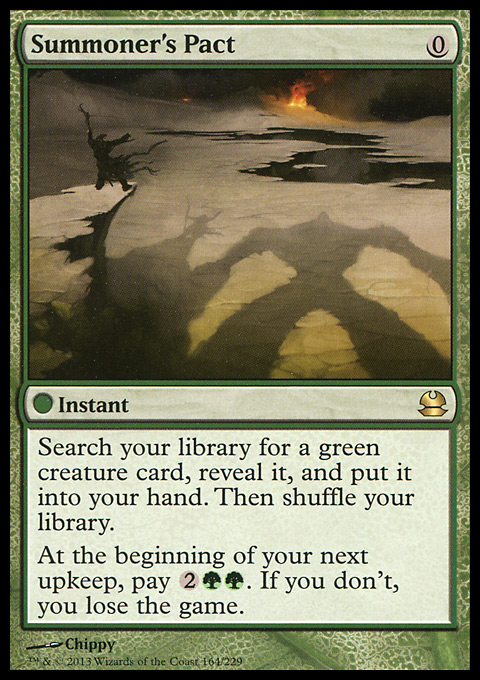 Summoner's Pact 0
Instant
Search your library for a green
creature card, reveal it, and put it
into your hand. Then shuffle your
library.
At the beginning of your next
upkeep, pay 2. If you don't,
you lose the game.
Chippy
™ & © 2013 Wizards of the Coast 164/229